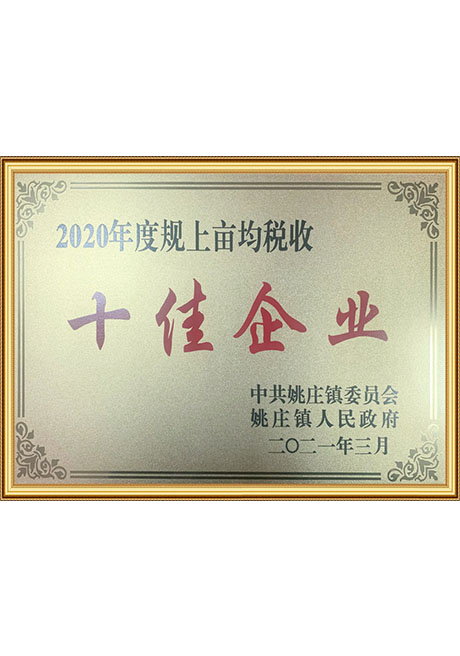 2020年度规上亩均税收
十佳企业
中共姚庄镇委员会
姚庄镇人民政府
二〇二一年三月